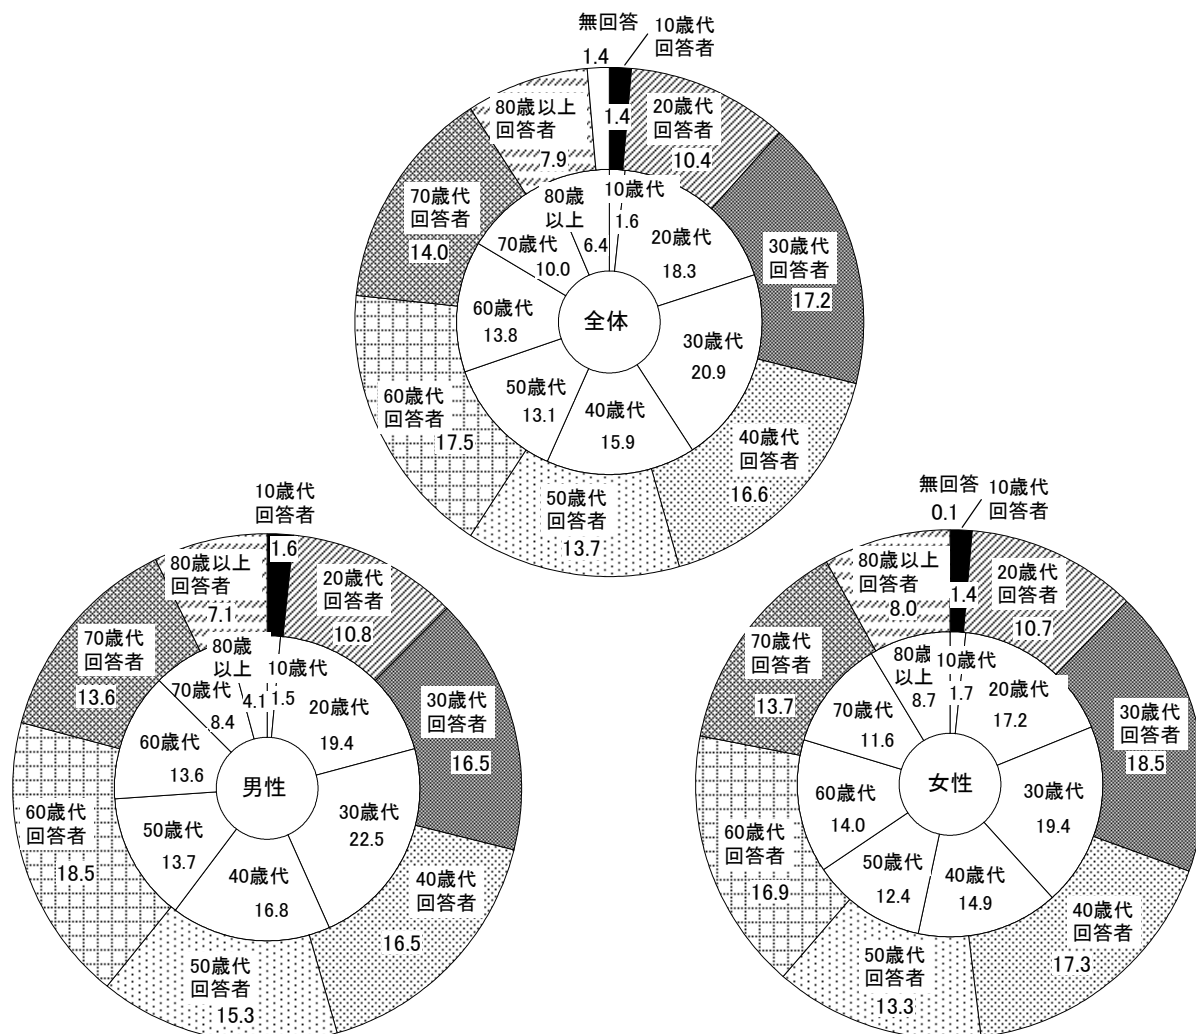 無回答
1.4
10歳代
回答者
1.4
20歳代
回答者
10.4
30歳代
回答者
17.2
40歳代
回答者
16.6
50歳代
回答者
13.7
60歳代
回答者
17.5
70歳代
回答者
14.0
80歳以上
回答者
7.9
10歳代
1.6
20歳代
18.3
30歳代
20.9
40歳代
15.9
50歳代
13.1
60歳代
13.8
70歳代
10.0
80歳
以上
6.4
全体
10歳代
回答者
1.6
20歳代
回答者
10.8
30歳代
回答者
16.5
40歳代
回答者
16.5
50歳代
回答者
15.3
60歳代
回答者
18.5
70歳代
回答者
13.6
80歳以上
回答者
7.1
10歳代
1.5
20歳代
19.4
30歳代
22.5
40歳代
16.8
50歳代
13.7
60歳代
13.6
70歳代
8.4
80歳
以上
4.1
男性
無回答
0.1
10歳代
回答者
1.4
20歳代
回答者
10.7
30歳代
回答者
18.5
40歳代
回答者
17.3
50歳代
回答者
13.3
60歳代
回答者
16.9
70歳代
回答者
13.7
80歳以上
回答者
8.0
10歳代
1.7
20歳代
17.2
30歳代
19.4
40歳代
14.9
50歳代
12.4
60歳代
14.0
70歳代
11.6
80歳
以上
8.7
女性